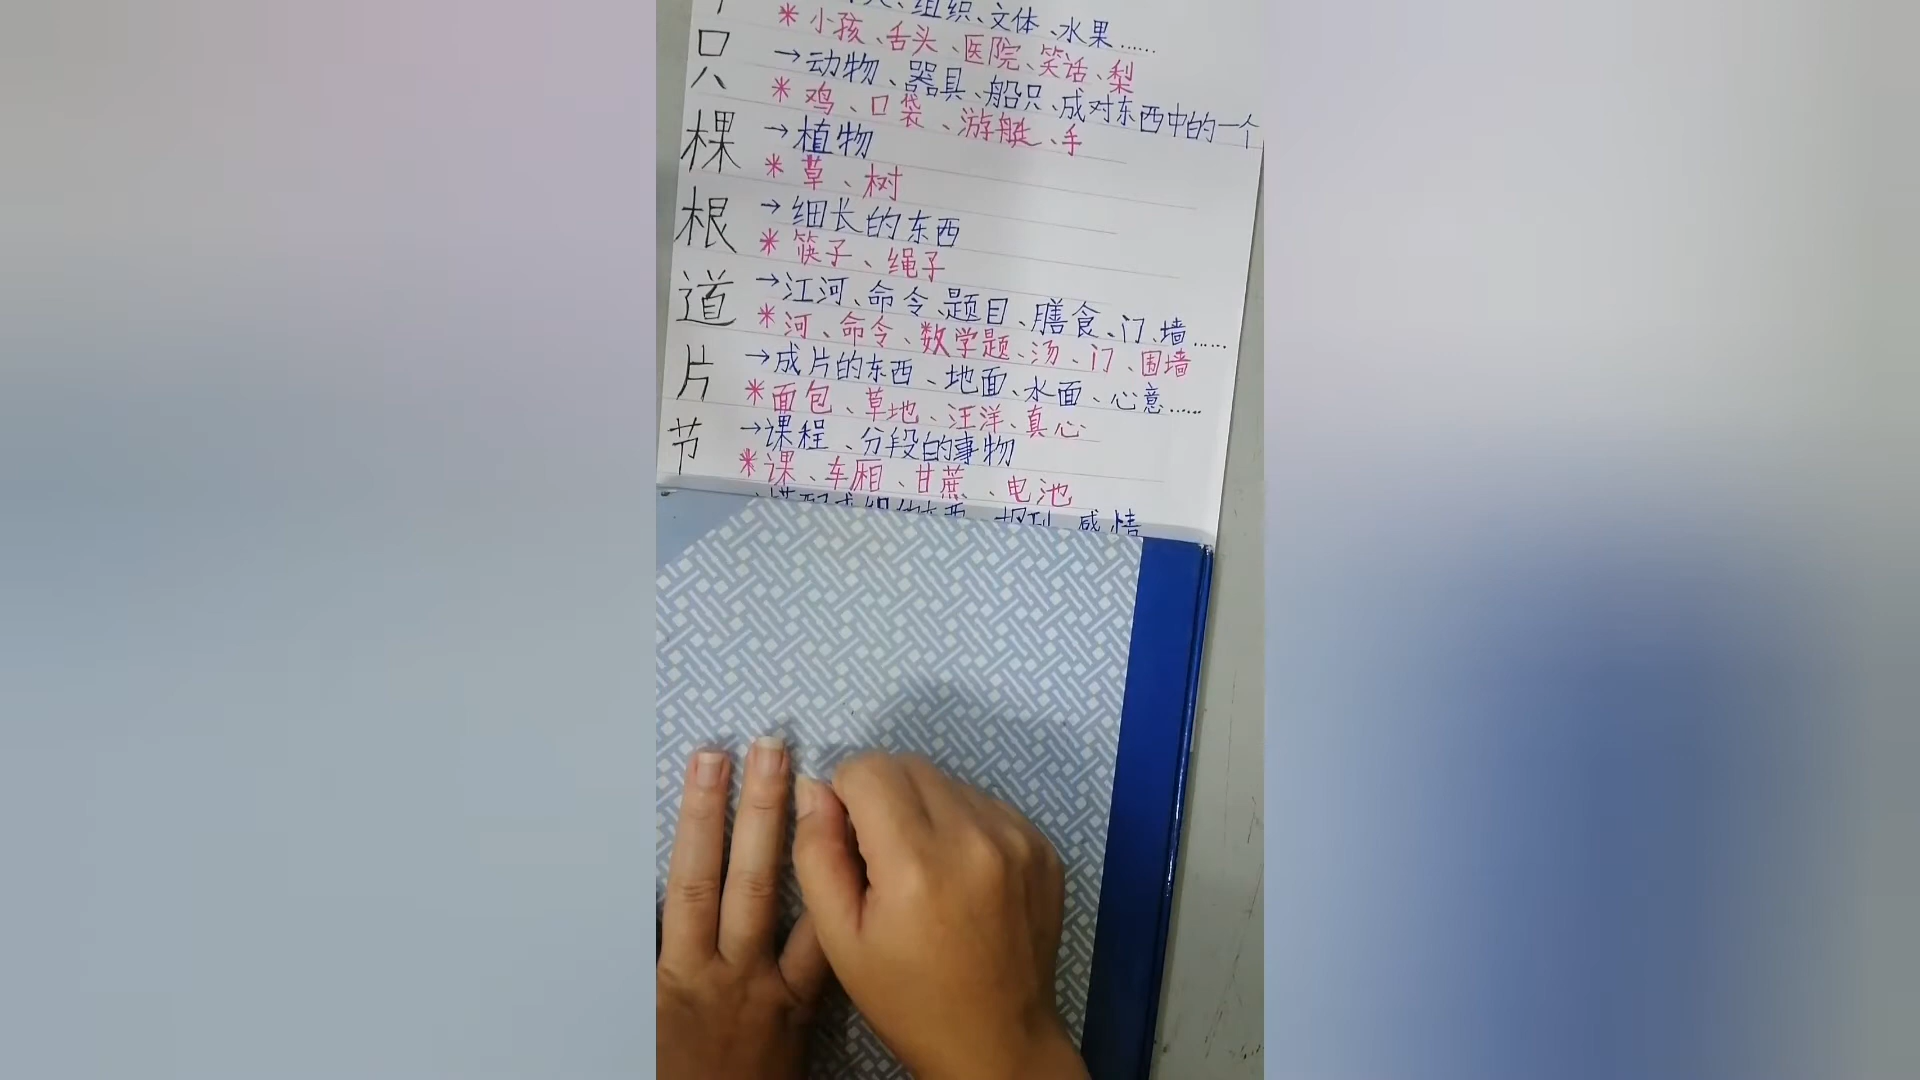 组织、文体、水果……
* 小孩、舌头、医院、笑话、梨
只 →动物、器具、船只、成对东西中的一个
* 鸡、口袋、游艇、手
棵 →植物
* 草、树
根 →细长的东西
* 筷子、绳子
道 →江河、命令、题目、膳食、门、墙……
* 河、命令、数学题、汤、门、围墙
片 →成片的东西、地面、水面、心意……
* 面包、草地、汪洋、真心
节 →课程、分段的事物
* 课、车厢、甘蔗、电池